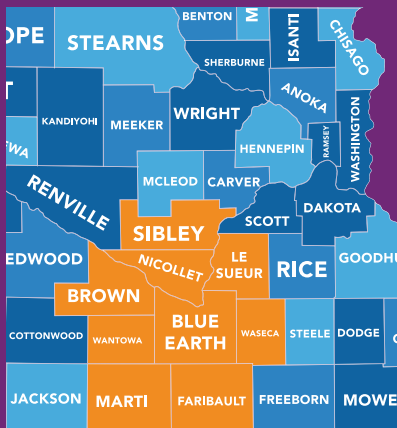 BENTON
M
OPE
STEARNS
ISANTI
CHISAGO
SHERBURNE
T
KANDIYOHI
MEEKER
WRIGHT
ANOKA
HENNEPIN
RAMSEY
WASHINGTON
EWA
RENVILLE
MCLEOD
CARVER
SCOTT
DAKOTA
SIBLEY
NICOLLET
LE
SUEUR
RICE
GOODHU
EDWOOD
BROWN
BLUE
EARTH
COTTONWOOD
WANTOWA
WASECA
STEELE
DODGE
JACKSON
MARTI
FARIBAULT
FREEBORN
MOWE